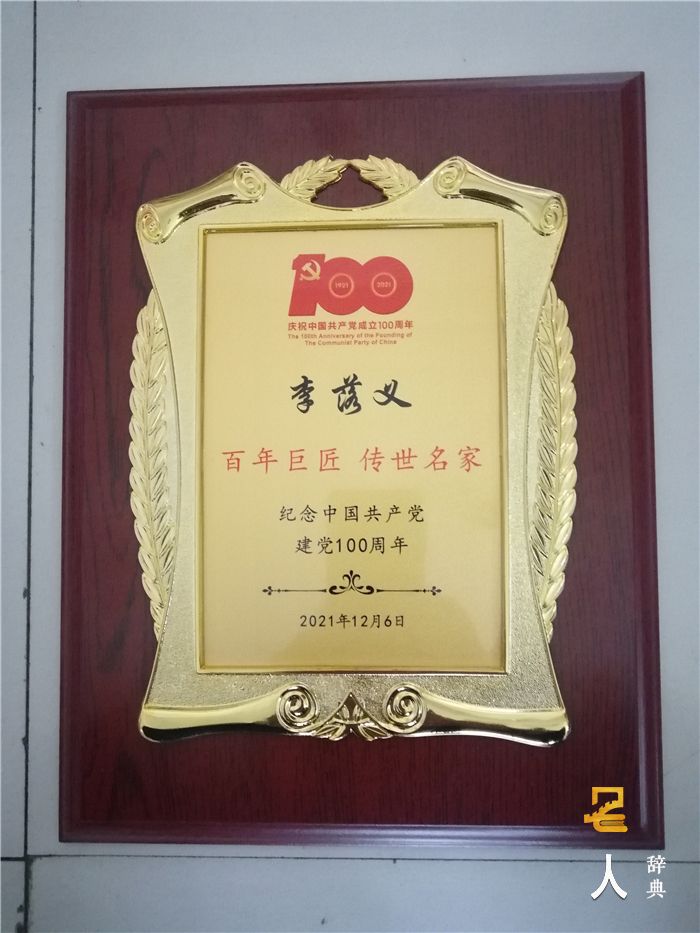 100
1921 2021
庆祝中国共产党成立100周年
The 100th Anniversary of the Founding of
The Communist Party of China
李落义
百年巨匠 传世名家
纪念中国共产党
建党100周年
2021年12月6日
名人辞典